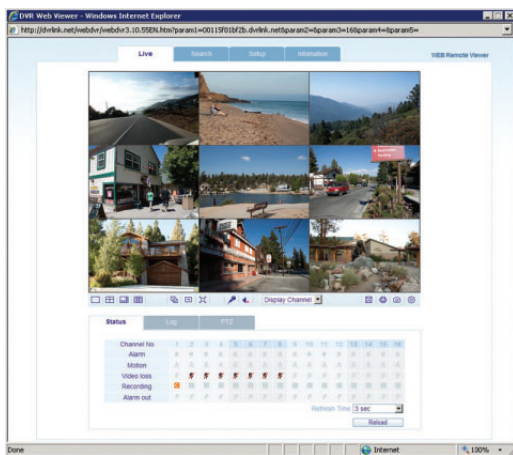 DVR Web Viewer - Windows Internet Explorer
http://dvrlink.net/webdvr/webdvr3.10.55EN.htm?param1=00115f01bf2b.dvrlink.net&param2=&param3=16&param4=&param5=
Live Search Setup Infomation WEB Remote Viewer
Display Channel
Status Log PTZ
Channel No 1 2 3 4 5 6 7 8 9 10 11 12 13 14 15 16
Alarm
Motion
Video loss
Recording
Alarm out
Refresh Time 3 sec
Reload
Done Internet 100%